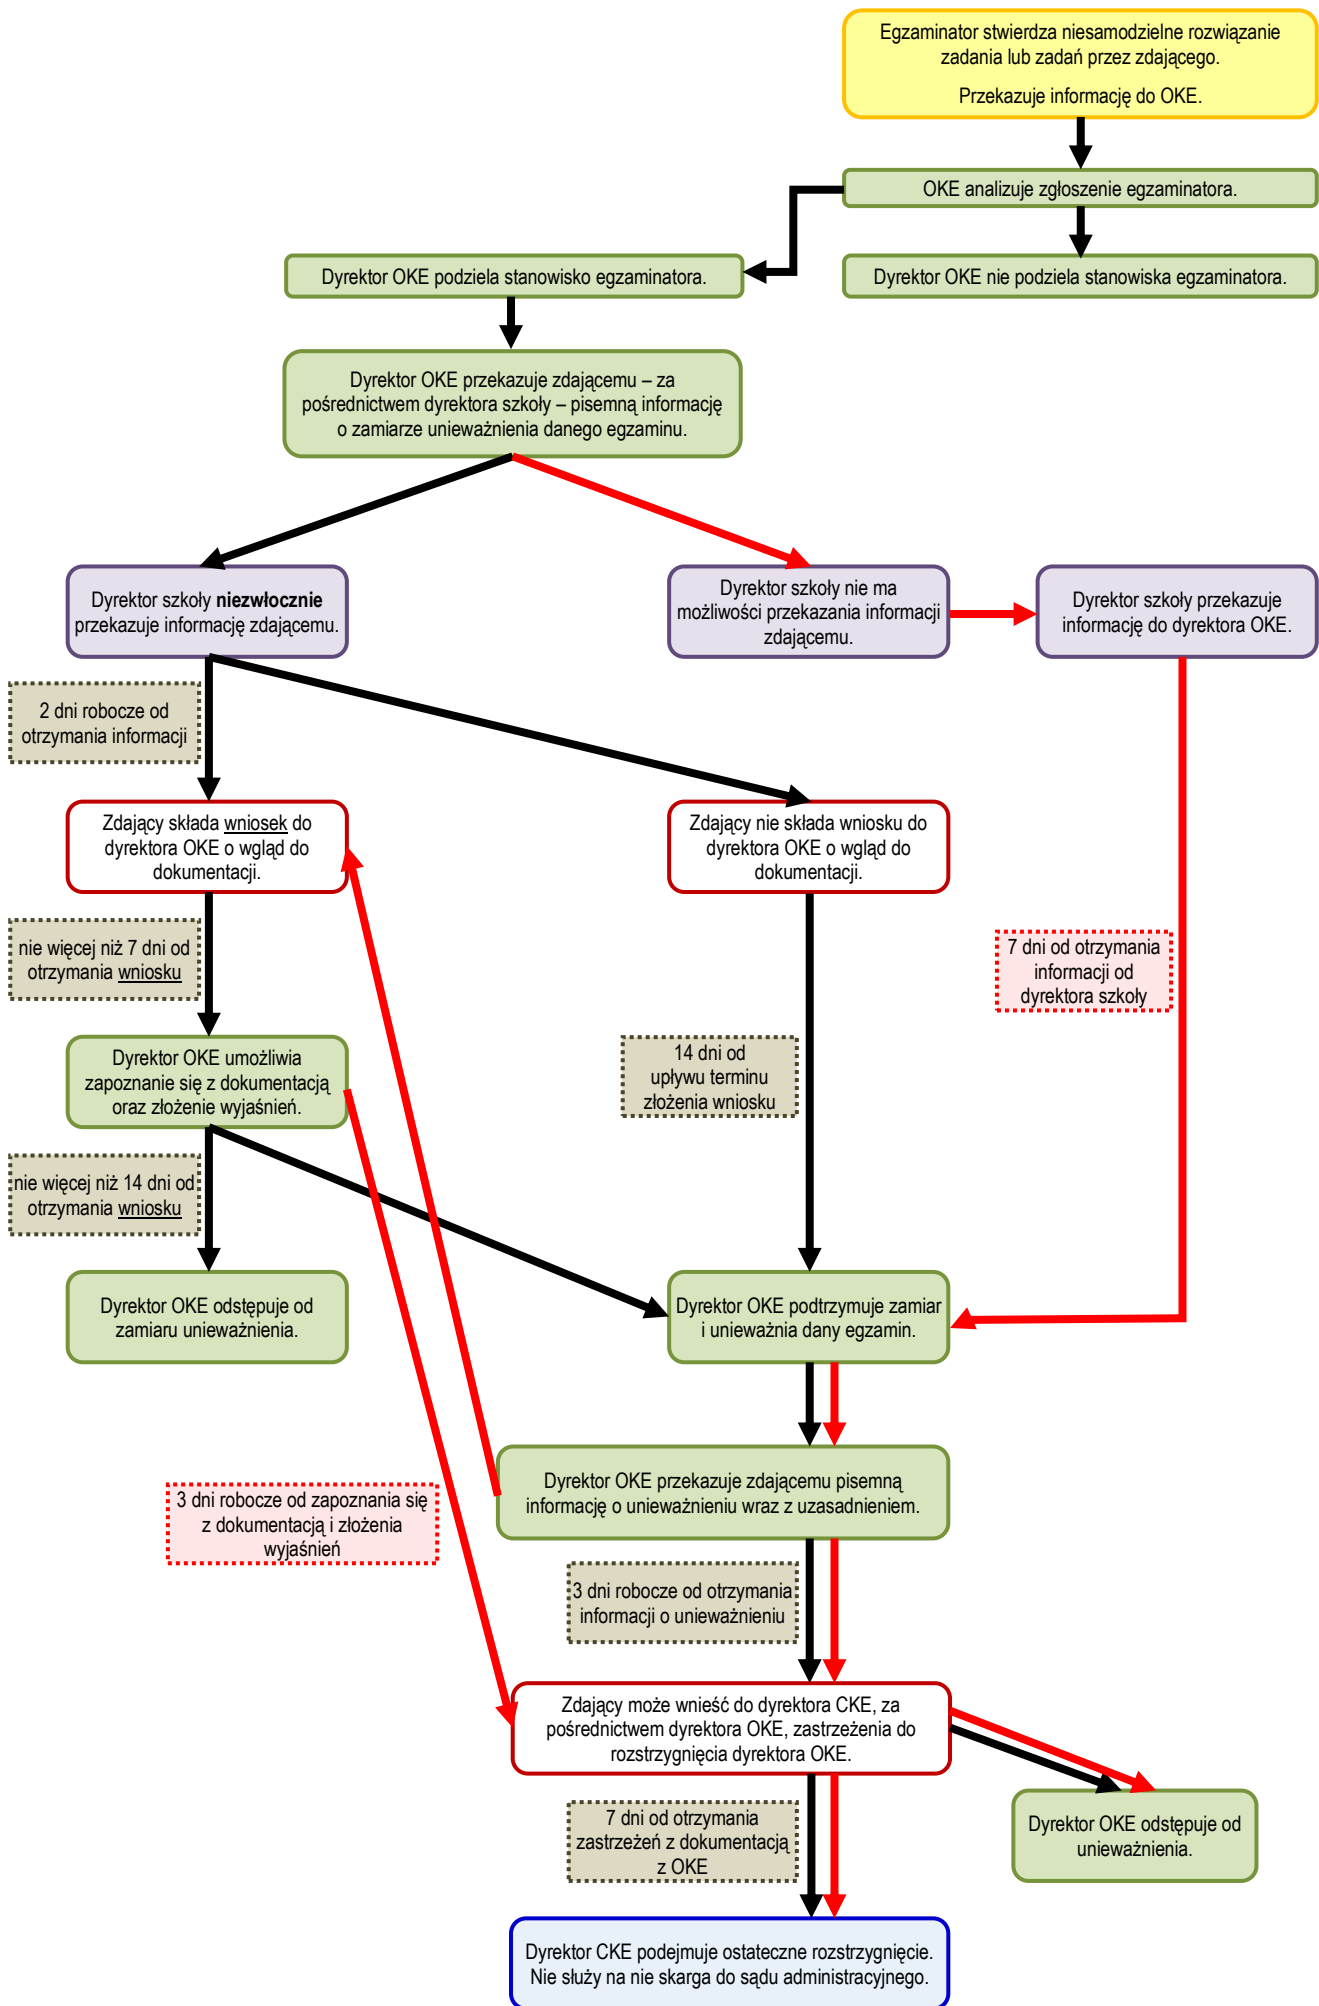 Egzaminator stwierdza niesamodzielne rozwiązanie
zadania lub zadań przez zdającego.
Przekazuje informację do OKE.
OKE analizuje zgłoszenie egzaminatora.
Dyrektor OKE podziela stanowisko egzaminatora.
Dyrektor OKE nie podziela stanowiska egzaminatora.
Dyrektor OKE przekazuje zdającemu – za
pośrednictwem dyrektora szkoły – pisemną informację
o zamiarze unieważnienia danego egzaminu.
Dyrektor szkoły niezwłocznie
przekazuje informację zdającemu.
Dyrektor szkoły nie ma
możliwości przekazania informacji
zdającemu.
Dyrektor szkoły przekazuje
informację do dyrektora OKE.
2 dni robocze od
otrzymania informacji
Zdający składa wniosek do
dyrektora OKE o wgląd do
dokumentacji.
Zdający nie składa wniosku do
dyrektora OKE o wgląd do
dokumentacji.
nie więcej niż 7 dni od
otrzymania wniosku
7 dni od otrzymania
informacji od
dyrektora szkoły
Dyrektor OKE umożliwia
zapoznanie się z dokumentacją
oraz złożenie wyjaśnień.
14 dni od
upływu terminu
złożenia wniosku
nie więcej niż 14 dni od
otrzymania wniosku
Dyrektor OKE odstępuje od
zamiaru unieważnienia.
Dyrektor OKE podtrzymuje zamiar
i unieważnia dany egzamin.
Dyrektor OKE przekazuje zdającemu pisemną
informację o unieważnieniu wraz z uzasadnieniem.
3 dni robocze od zapoznania się
z dokumentacją i złożenia
wyjaśnień
3 dni robocze od otrzymania
informacji o unieważnieniu
Zdający może wnieść do dyrektora CKE, za
pośrednictwem dyrektora OKE, zastrzeżenia do
rozstrzygnięcia dyrektora OKE.
7 dni od otrzymania
zastrzeżeń z dokumentacją
z OKE
Dyrektor OKE odstępuje od
unieważnienia.
Dyrektor CKE podejmuje ostateczne rozstrzygnięcie.
Nie służy na nie skarga do sądu administracyjnego.